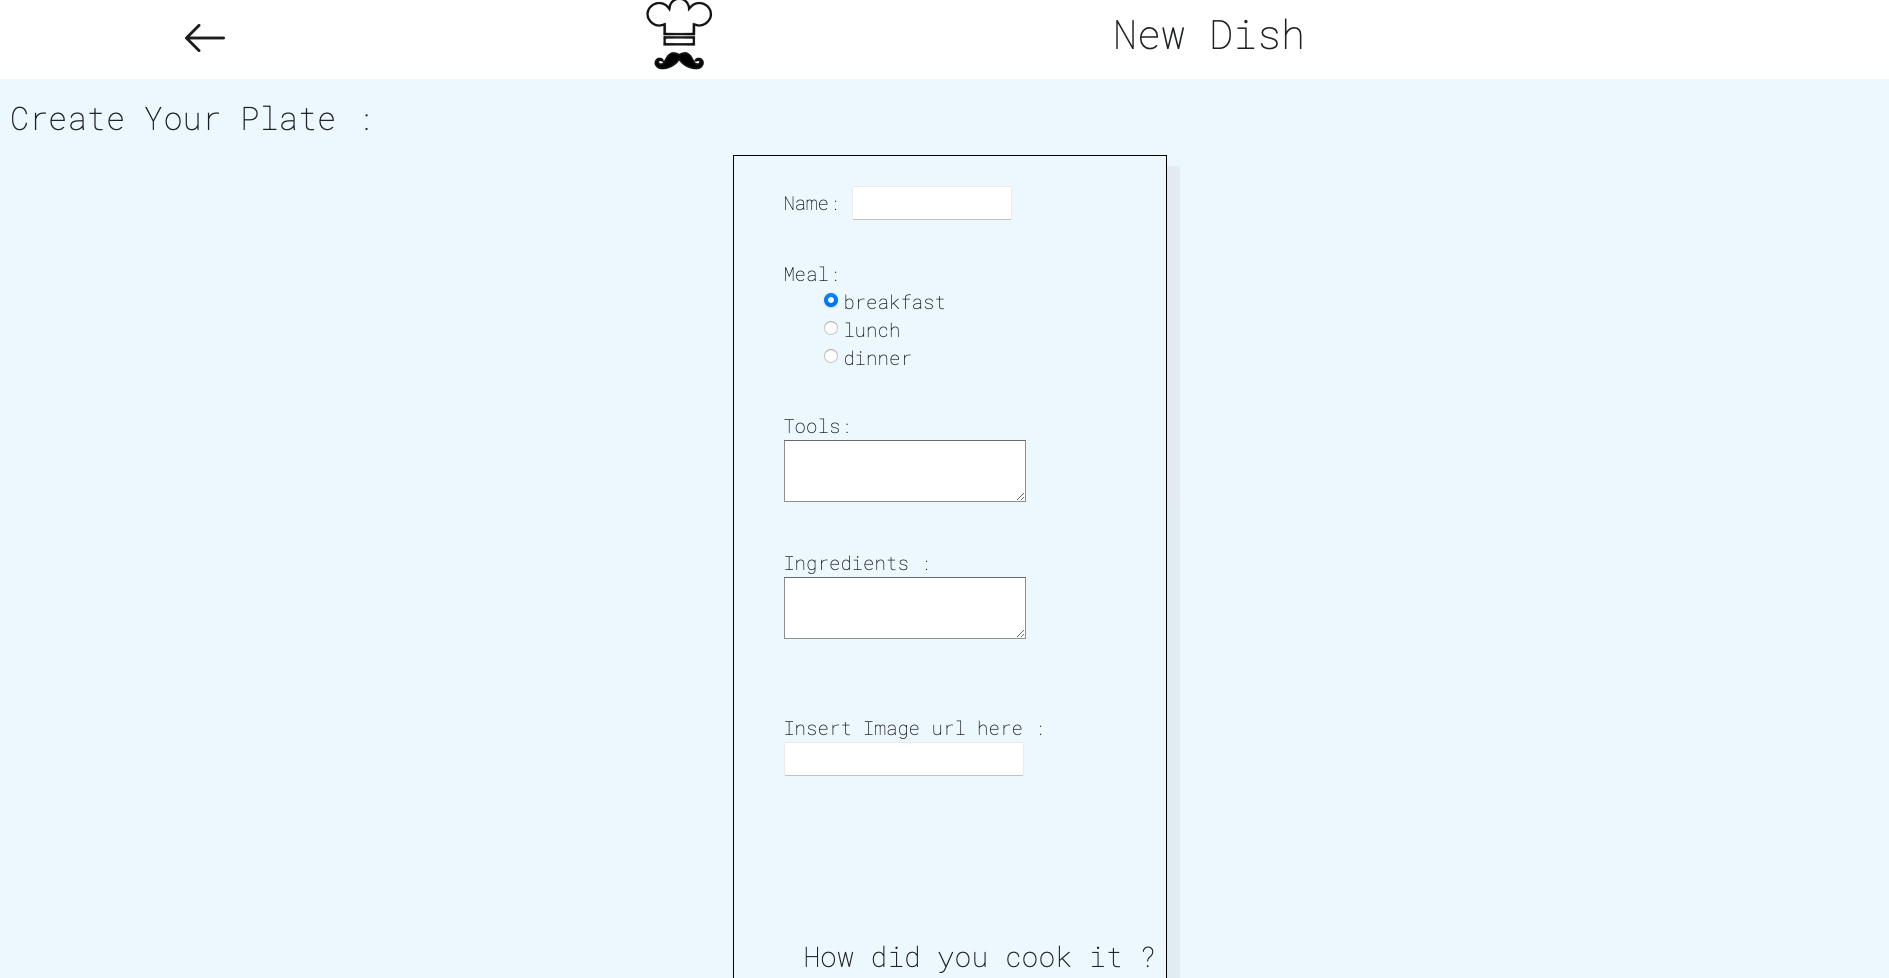 New Dish
Create Your Plate :
Name:
Meal:
breakfast
lunch
dinner
Tools:
Ingredients :
Insert Image url here :
How did you cook it ?